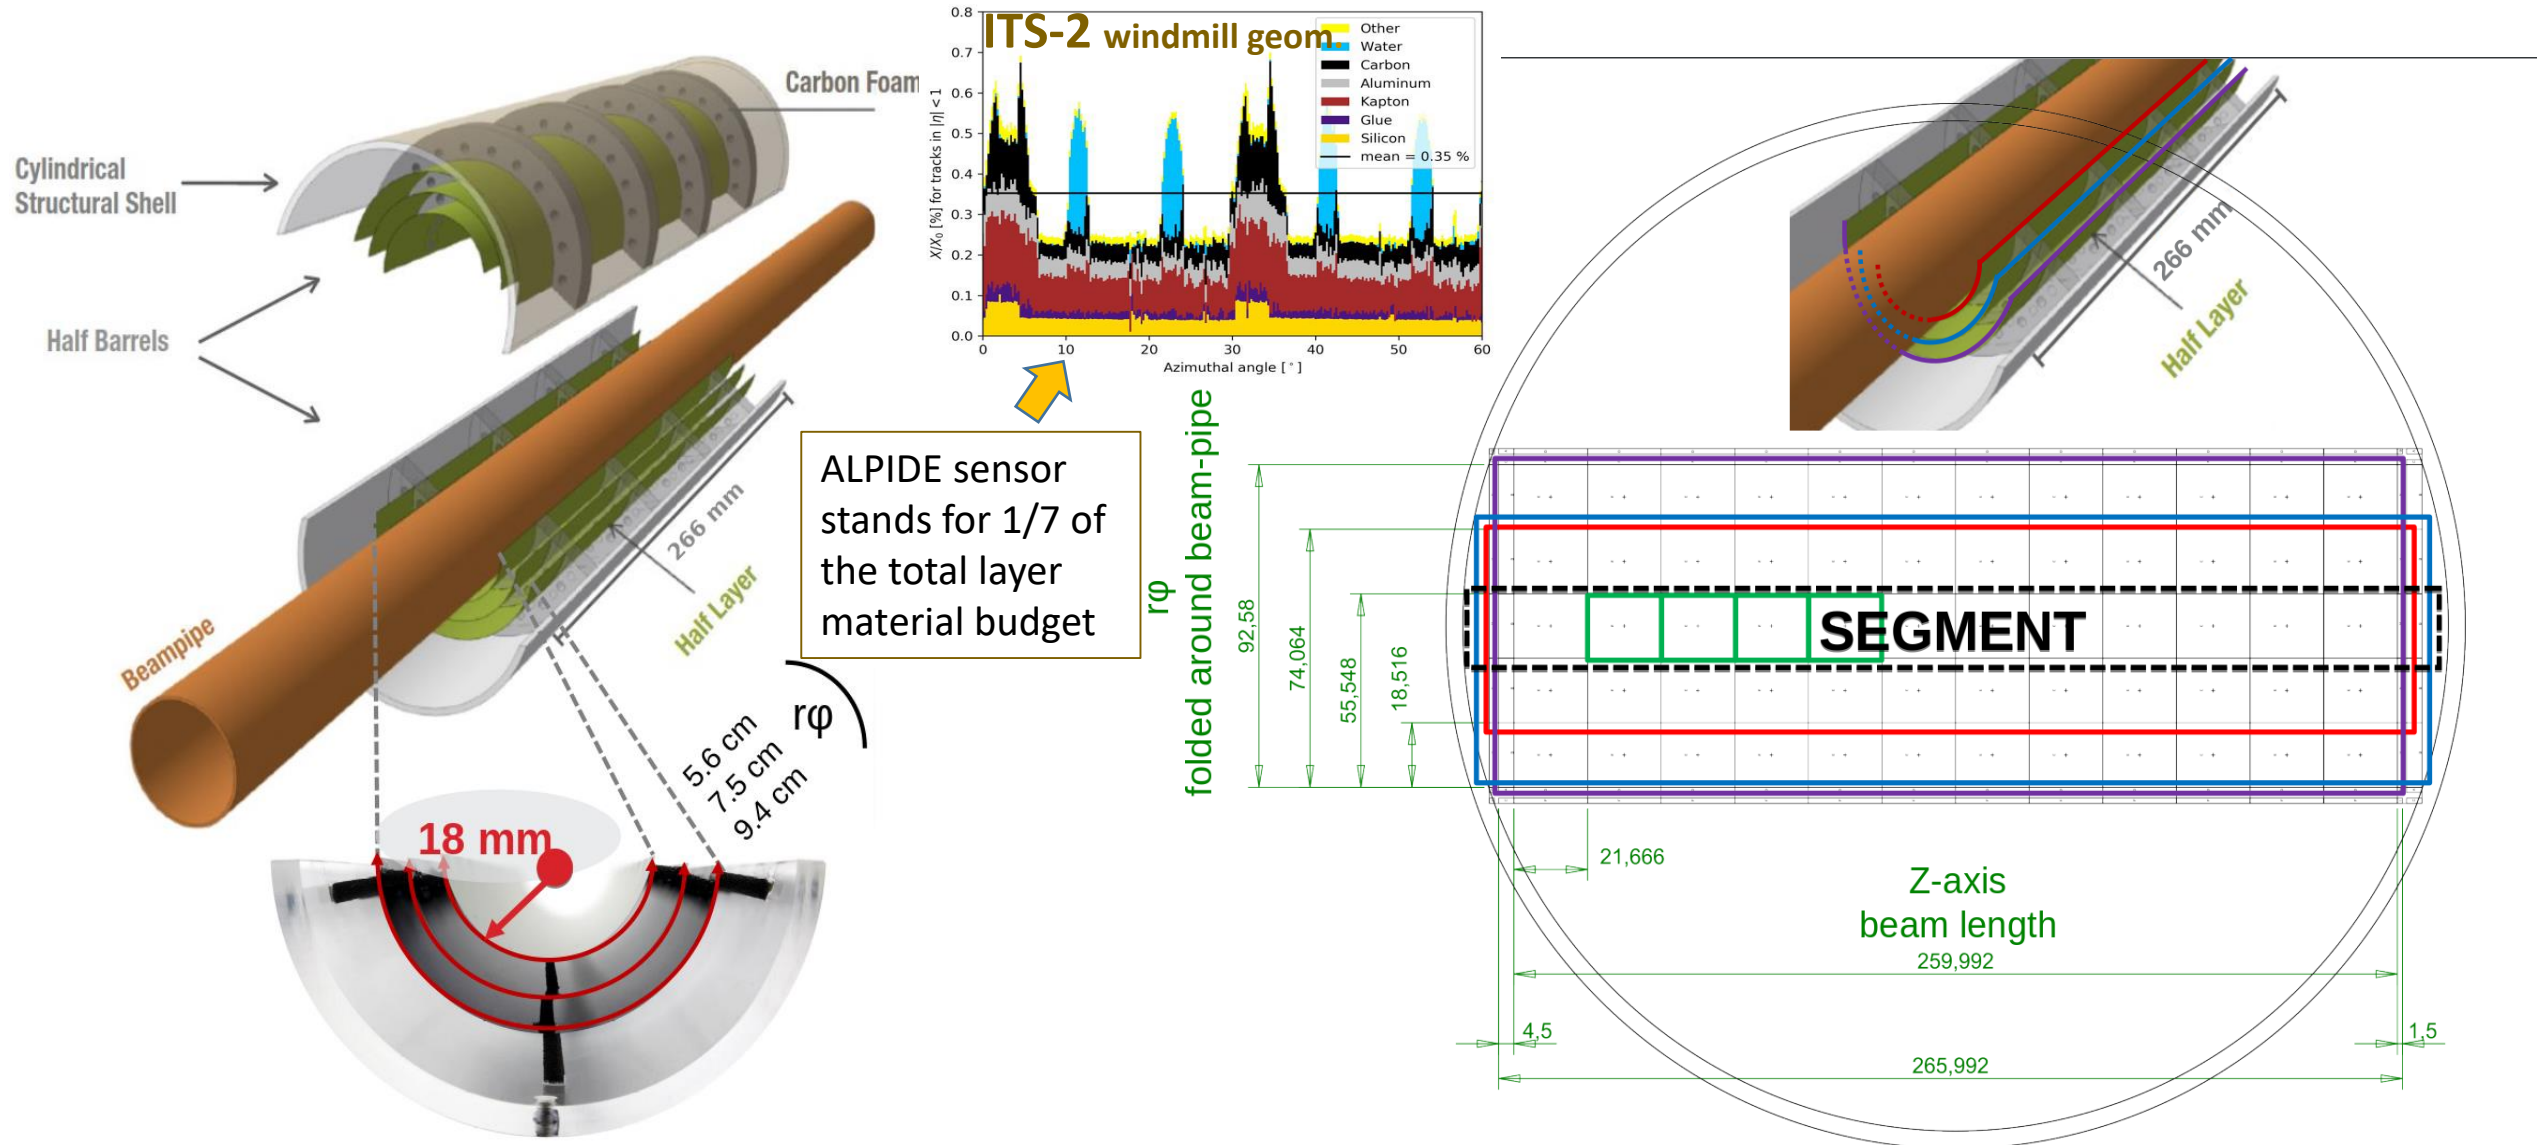 Carbon Foam
Cylindrical
Structural Shell
Half Barrels
266 mm
Half Layer
Beampipe
ITS-2 windmill geom.
0.8
0.7
0.6
0.5
0.4
0.3
0.2
0.1
0.0
X/X0 [%] for tracks in |η| < 1
Other
Water
Carbon
Aluminum
Kapton
Glue
Silicon
mean = 0.35 %
0
10
20
30
40
50
60
Azimuthal angle [°]
ALPIDE sensor
stands for 1/7 of
the total layer
material budget
rφ
5.6 cm
7.5 cm
9.4 cm
18 mm
266 mm
Half Layer
rφ
folded around beam-pipe
92,58
74,064
55,548
18,516
SEGMENT
21,666
Z-axis
beam length
259,992
4,5
1,5
265,992